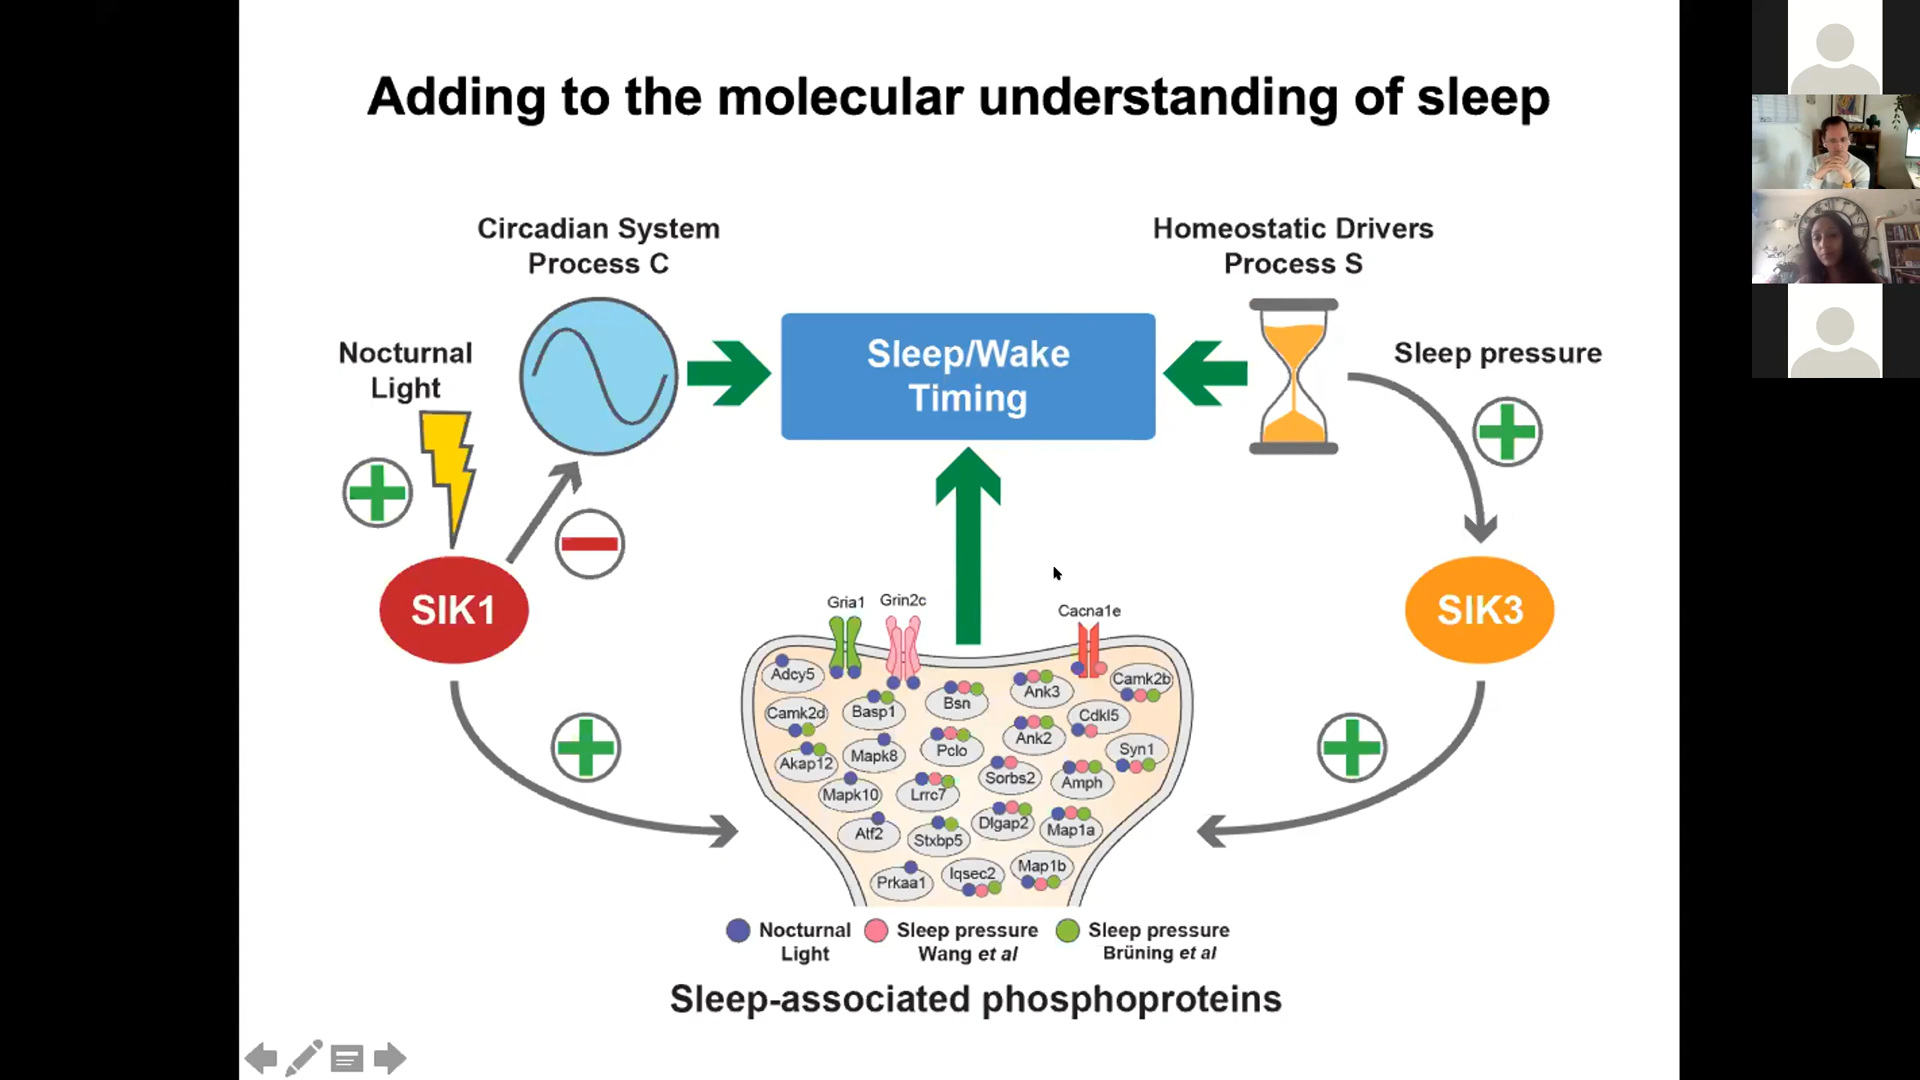 Adding to the molecular understanding of sleep
Circadian System
Process C
Homeostatic Drivers
Process S
Nocturnal
Light
Sleep/Wake
Timing
Sleep pressure
SIK1
SIK3
Gria1
Grin2c
Cacna1e
Adcy5
Camk2d
Akap12
Basp1
Mapk8
Mapk10
Atf2
Prkaa1
Bsn
Pclo
Lrrc7
Stxbp5
Iqsec2
Ank3
Ank2
Sorbs2
Dlgap2
Map1b
Camk2b
Cdkl5
Syn1
Amph
Map1a
Nocturnal
Light
Sleep pressure
Wang et al
Sleep pressure
Brüning et al
Sleep-associated phosphoproteins